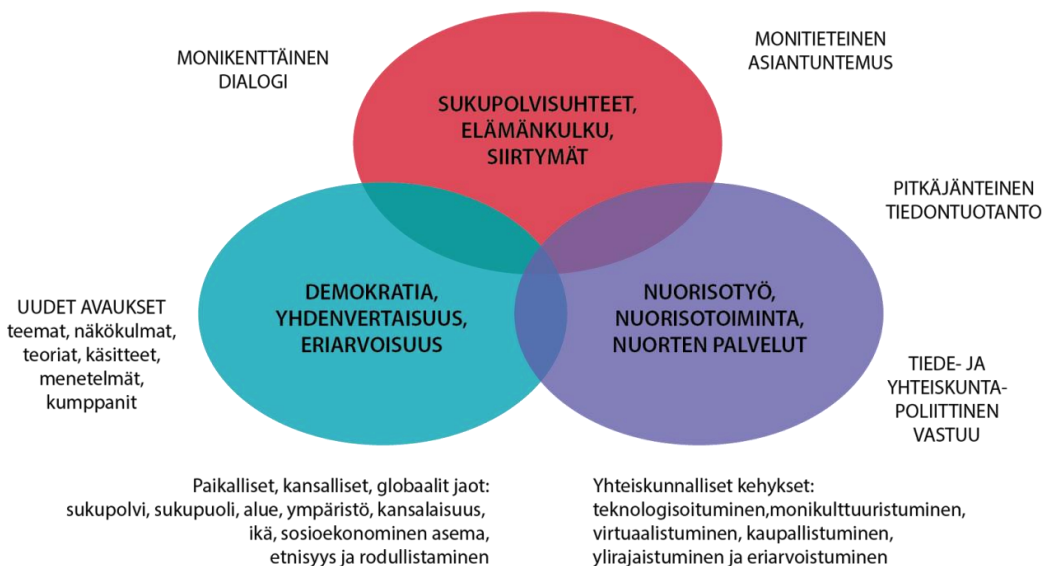 MONIKENTTÄINEN
DIALOGI
MONITIETEINEN
ASIANTUNTEMUS
SUKUPOLVISUHTEET,
ELÄMÄNKULKU,
SIIRTYMÄT
PITKÄJÄNTEINEN
TIEDONTUOTANTO
UUDET AVAUKSET
teemat, näkökulmat,
teoriat, käsitteet,
menetelmät,
kumppanit
DEMOKRATIA,
YHDENVERTAISUUS,
ERIARVOISUUS
NUORISOTYÖ,
NUORISOTOIMINTA,
NUORTEN PALVELUT
TIEDE- JA
YHTEISKUNTA-
POLIITTINEN
VASTUU
Paikalliset, kansalliset, globaalit jaot:
sukupolvi, sukupuoli, alue, ympäristö, kansalaisuus,
ikä, sosioekonominen asema,
etnisyys ja rodullistaminen
Yhteiskunnalliset kehykset:
teknologisoituminen,monikulttuuristuminen,
virtuaalistuminen, kaupallistuminen,
ylirajaistuminen ja eriarvoistuminen